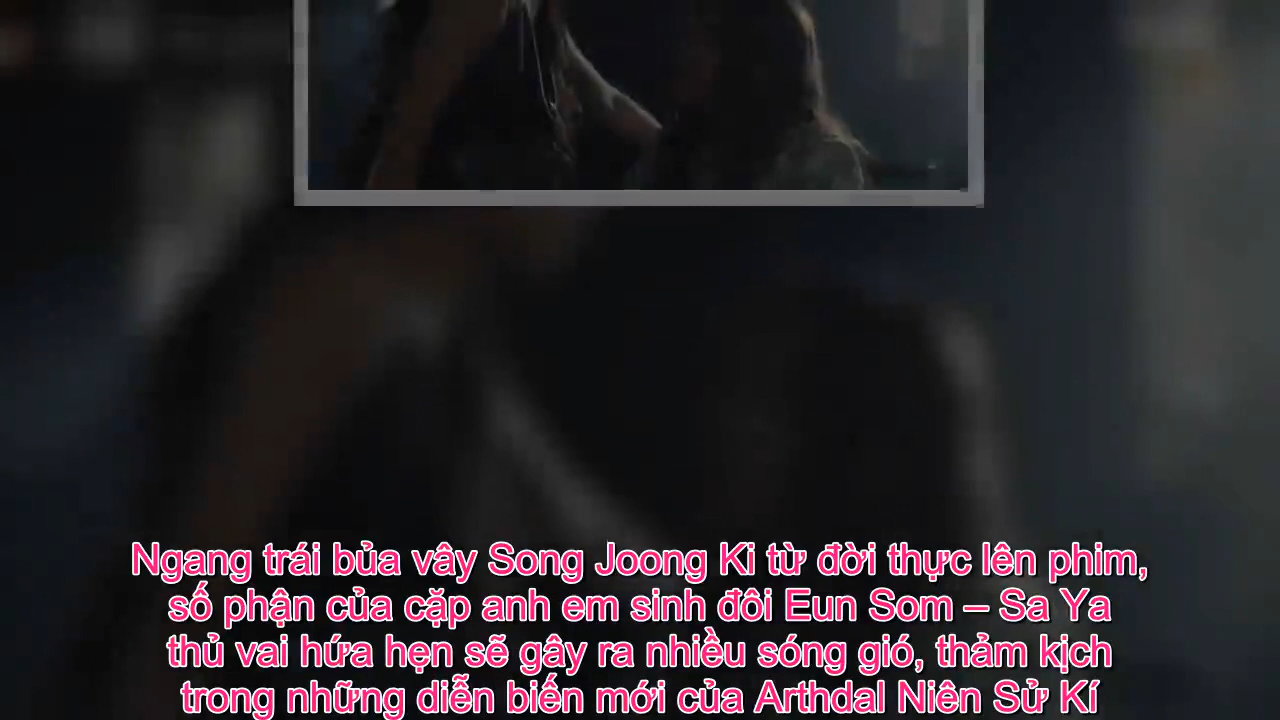 Ngang trái bủa vây Song Joong Ki từ đời thực lên phim,
số phận của cặp anh em sinh đôi Eun Som – Sa Ya
thủ vai hứa hẹn sẽ gây ra nhiều sóng gió, thảm kịch
trong những diễn biến mới của Arthdal Niên Sử Kí